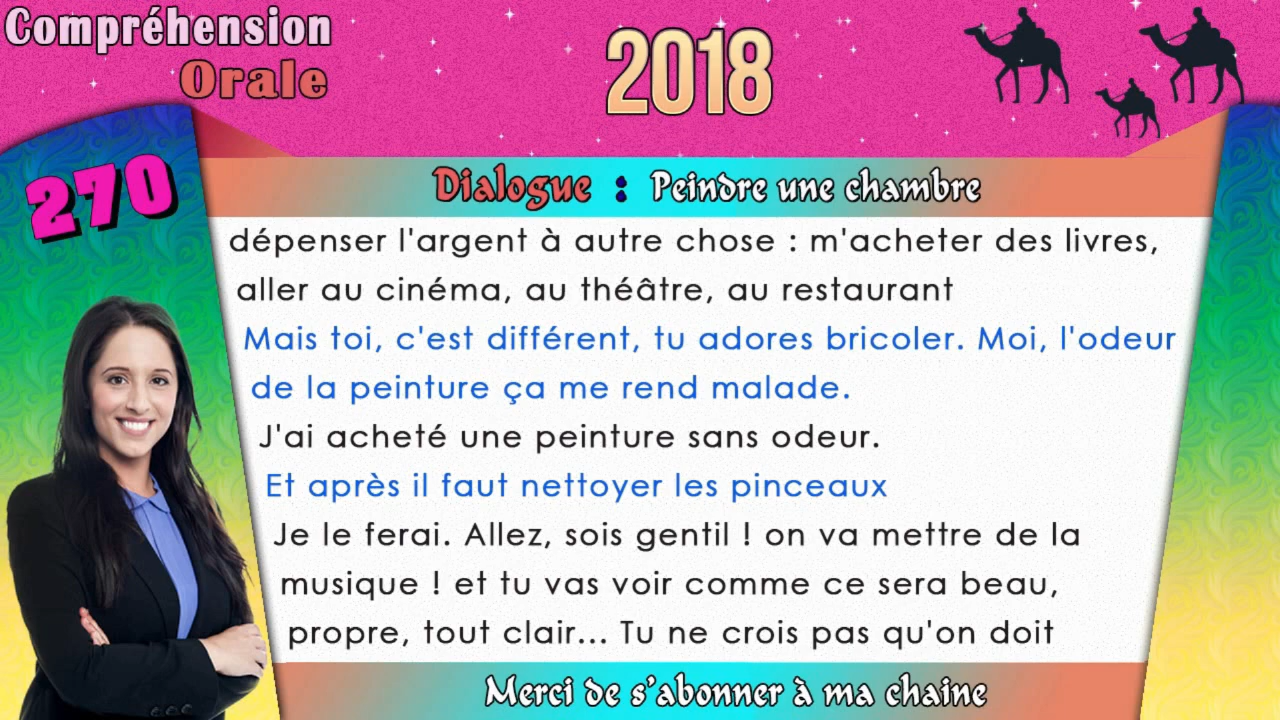 Compréhension
Orale
2018
270
Dialogue : Peindre une chambre
dépenser l'argent à autre chose : m'acheter des livres,
aller au cinéma, au théâtre, au restaurant
Mais toi, c'est différent, tu adores bricoler. Moi, l'odeur
de la peinture ça me rend malade.
J'ai acheté une peinture sans odeur.
Et après il faut nettoyer les pinceaux
Je le ferai. Allez, sois gentil ! on va mettre de la
musique ! et tu vas voir comme ce sera beau,
propre, tout clair... Tu ne crois pas qu'on doit
Merci de s'abonner à ma chaine